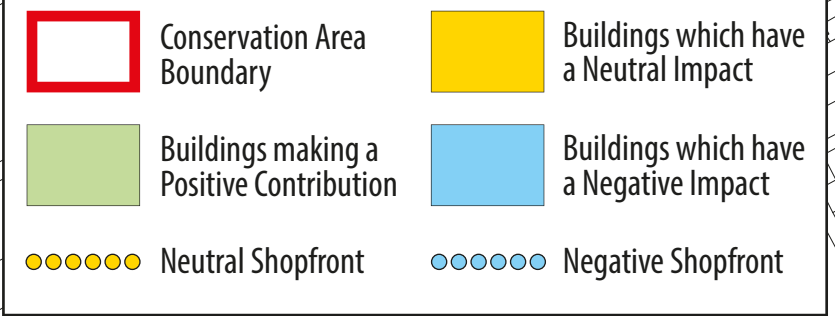 Conservation Area
Boundary
Buildings which have
a Neutral Impact
Buildings making a
Positive Contribution
Buildings which have
a Negative Impact
Neutral Shopfront
Negative Shopfront